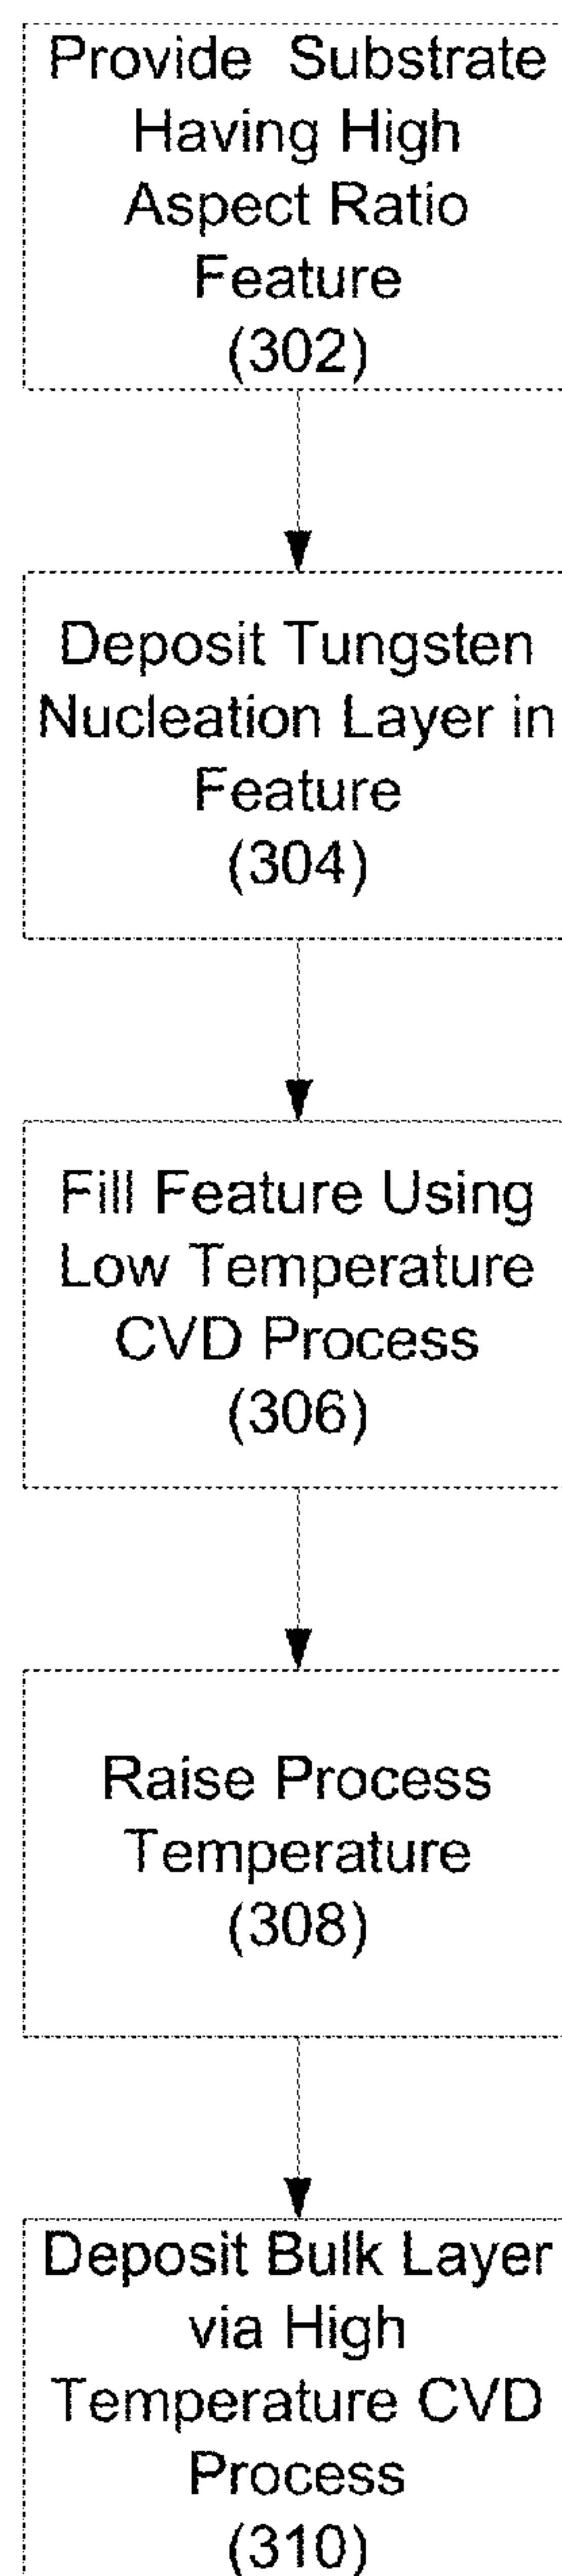 Provide Substrate
Having High
Aspect Ratio
Feature
(302)
Deposit Tungsten
Nucleation Layer in
Feature
(304)
Fill Feature Using
Low Temperature
CVD Process
(306)
Raise Process
Temperature
(308)
Deposit Bulk Layer
via High
Temperature CVD
Process
(310)